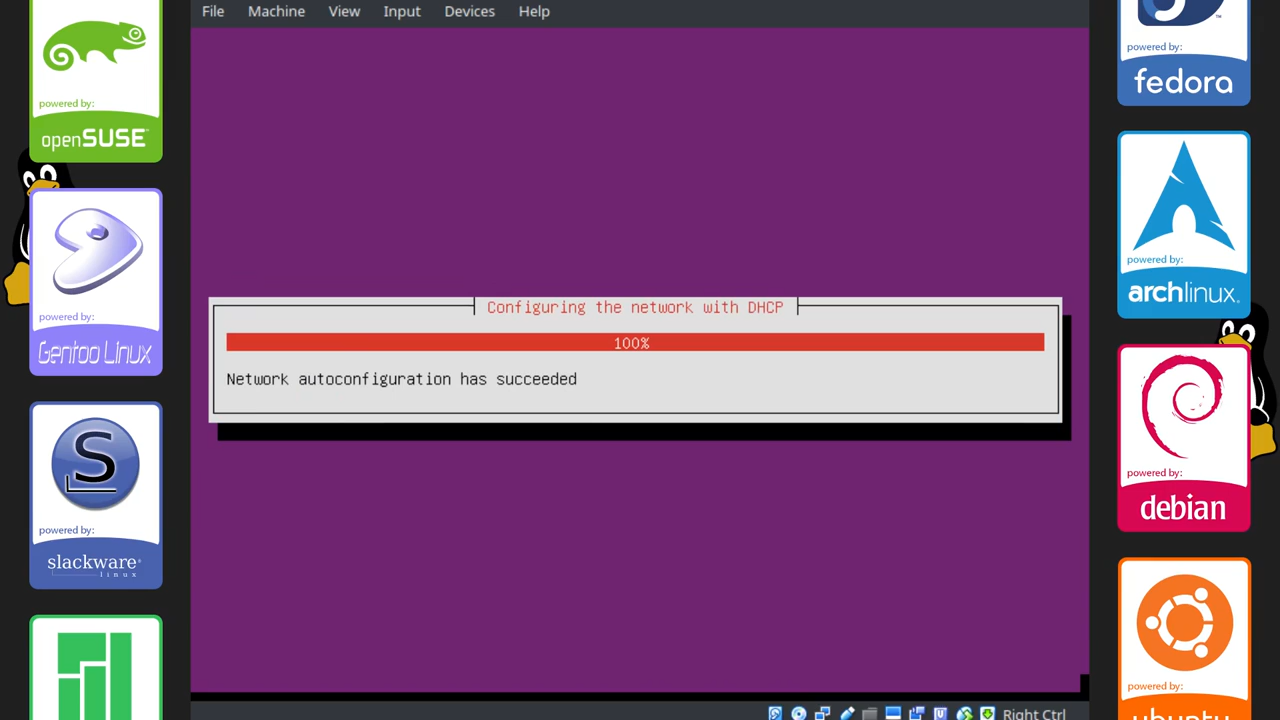 File Machine View Input Devices Help
Configuring the network with DHCP
100%
Network autoconfiguration has succeeded
Right Ctrl
powered by:
openSUSE
powered by:
Gentoo Linux
powered by:
slackware
linux
powered by:
fedora
powered by:
archlinux
powered by:
debian
powered by:
ubuntu